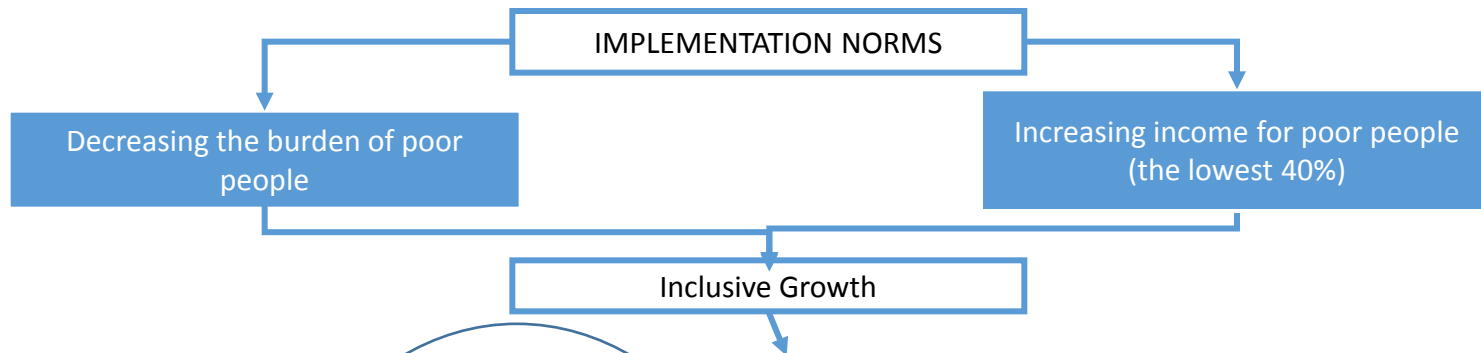 IMPLEMENTATION NORMS
Decreasing the burden of poor
people
Increasing income for poor people
(the lowest 40%)
Inclusive Growth